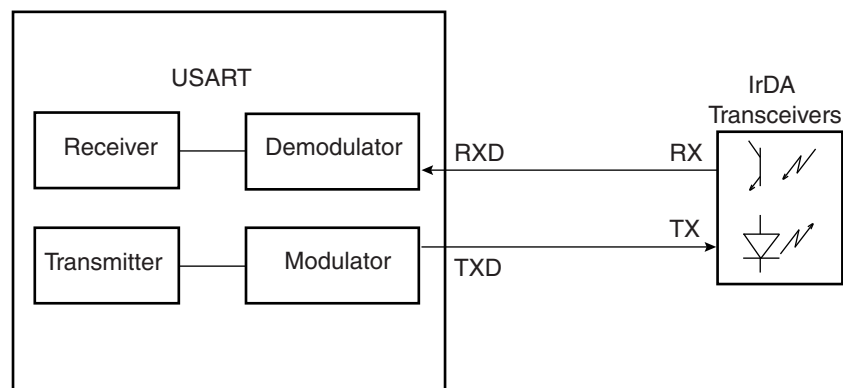 USART
IrDA
Transceivers
Receiver
Demodulator
RXD
RX
Transmitter
Modulator
TXD
TX